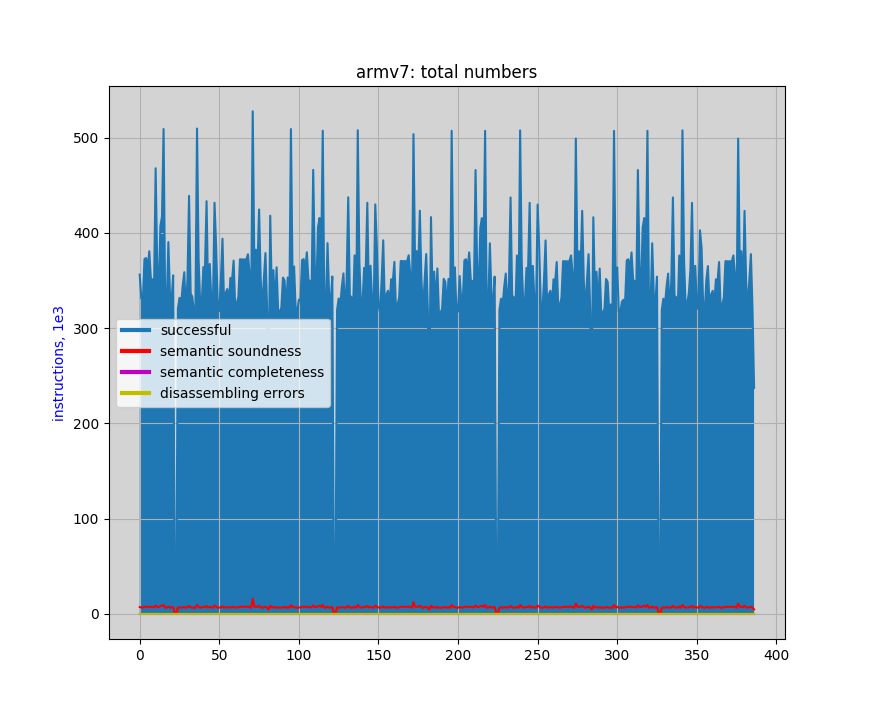 armv7: total numbers
instructions, 1e3
500
400
300
200
100
0
successful
semantic soundness
semantic completeness
disassembling errors
0 50 100 150 200 250 300 350 400